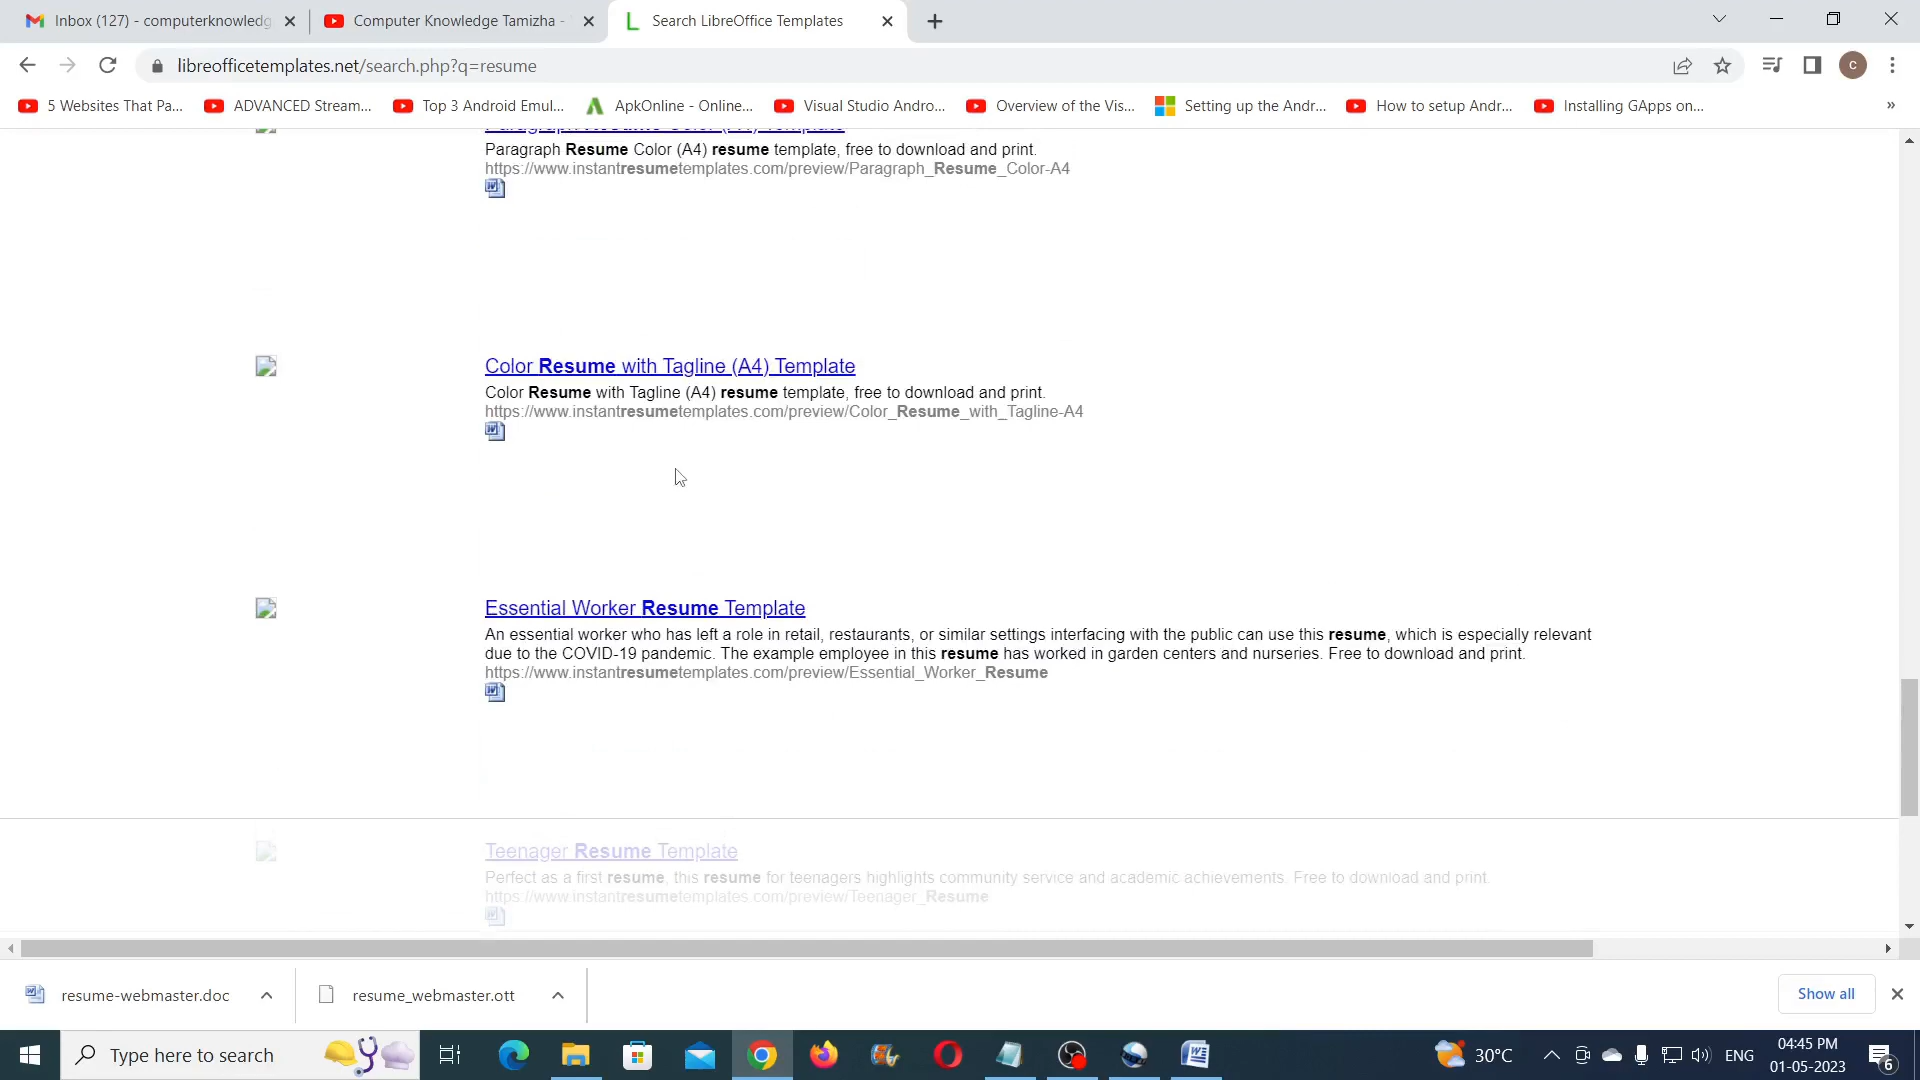 Inbox (127) - computerknowledg
Computer Knowledge Tamizha -
Search LibreOffice Templates
libreofficetemplates.net/search.php?q=resume
5 Websites That Pa...
ADVANCED Stream...
Top 3 Android Emul...
ApkOnline - Online...
Visual Studio Andro...
Overview of the Vis...
Setting up the Andr...
How to setup Andr...
Installing GApps on...
Paragraph Resume Color (A4) Template
Paragraph Resume Color (A4) resume template, free to download and print.
https://www.instantresumetemplates.com/preview/Paragraph_Resume_Color-A4
Color Resume with Tagline (A4) Template
Color Resume with Tagline (A4) resume template, free to download and print.
https://www.instantresumetemplates.com/preview/Color_Resume_with_Tagline-A4
Essential Worker Resume Template
An essential worker who has left a role in retail, restaurants, or similar settings interfacing with the public can use this resume, which is especially relevant
due to the COVID-19 pandemic. The example employee in this resume has worked in garden centers and nurseries. Free to download and print.
https://www.instantresumetemplates.com/preview/Essential_Worker_Resume
Teenager Resume Template
Perfect as a first resume, this resume for teenagers highlights community service and academic achievements. Free to download and print.
https://www.instantresumetemplates.com/preview/Teenager_Resume
resume-webmaster.doc
resume_webmaster.ott
Show all
Type here to search
30°C
ENG
04:45 PM
01-05-2023
6